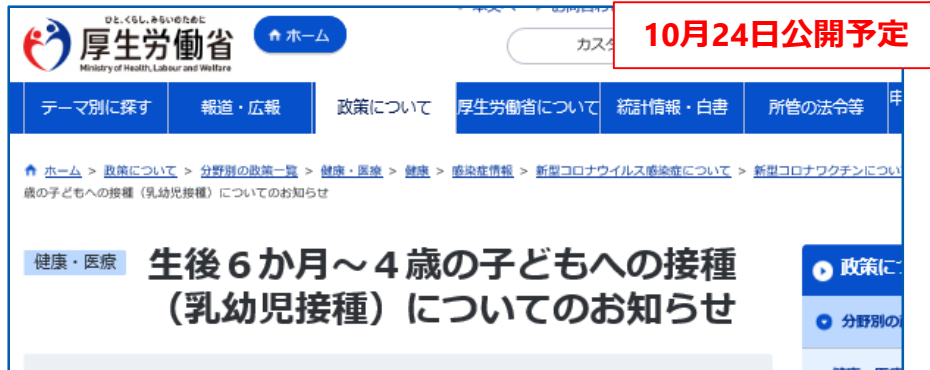 ひと、くらし、みらいのために
厚生労働省
Ministry of Health, Labour and Welfare
ホーム
10月24日公開予定
テーマ別に探す
報道・広報
政策について
厚生労働省について
統計情報・白書
所管の法令等
ホーム > 政策について > 分野別の政策一覧 > 健康・医療 > 健康 > 感染症情報 > 新型コロナウイルス感染症について > 新型コロナワクチンについ
歳の子どもへの接種（乳幼児接種）についてのお知らせ
健康・医療
生後６か月～４歳の子どもへの接種
（乳幼児接種）についてのお知らせ
政策に
分野別の